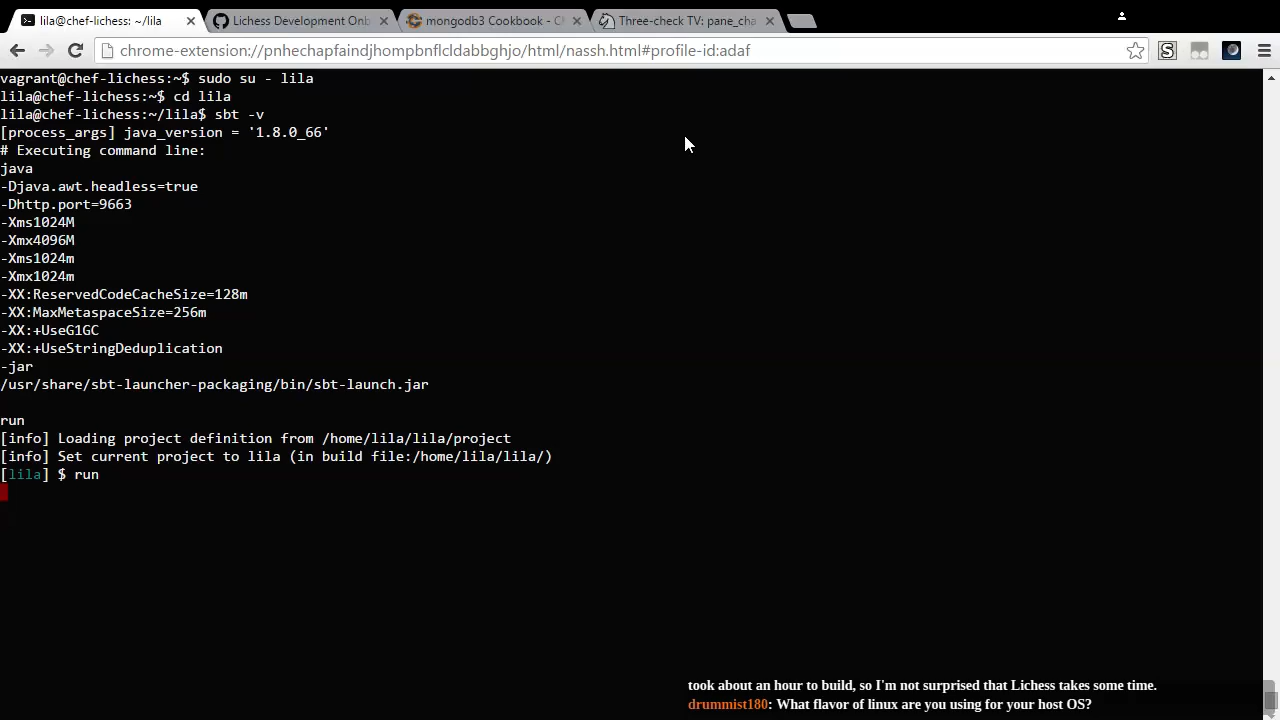 lila@chef-lichess: ~/lila
Lichess Development Onb
mongodb3 Cookbook - Ch
Three-check TV: pane_cha
chrome-extension://pnhechapfaindjhompbnflcldabbghjo/html/nassh.html#profile-id:adaf
vagrant@chef-lichess:~$ sudo su - lila
lila@chef-lichess:~$ cd lila
lila@chef-lichess:~/lila$ sbt -v
[process_args] java_version = '1.8.0_66'
# Executing command line:
java
-Djava.awt.headless=true
-Dhttp.port=9663
-Xms1024M
-Xmx4096M
-Xms1024m
-Xmx1024m
-XX:ReservedCodeCacheSize=128m
-XX:MaxMetaspaceSize=256m
-XX:+UseG1GC
-XX:+UseStringDeduplication
-jar
/usr/share/sbt-launcher-packaging/bin/sbt-launch.jar
run
[info] Loading project definition from /home/lila/lila/project
[info] Set current project to lila (in build file:/home/lila/lila/)
[lila] $ run
took about an hour to build, so I'm not surprised that Lichess takes some time.
drummist180: What flavor of linux are you using for your host OS?